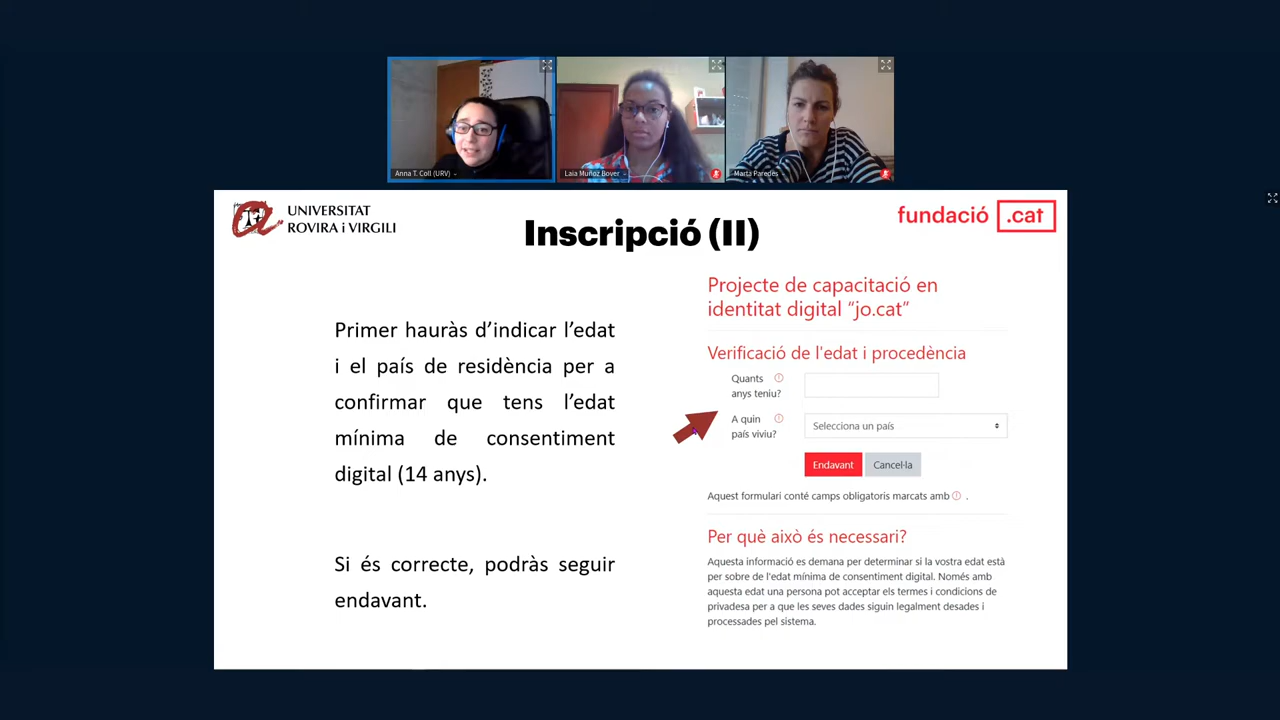 Anna T. Coll (URV)
Laia Muñoz Bover
Marta Paredes
UNIVERSITAT
ROVIRA i VIRGILI
Inscripció (II)
fundació .cat
Primer hauràs d'indicar l'edat
i el país de residència per a
confirmar que tens l'edat
mínima de consentiment
digital (14 anys).
Si és correcte, podràs seguir
endavant.
Projecte de capacitació en
identitat digital “jo.cat”
Verificació de l'edat i procedència
Quants
anys teniu?
A quin
país viviu?
Selecciona un país
Endavant
Cancel·la
Aquest formulari conté camps obligatoris marcats amb .
Per què això és necessari?
Aquesta informació es demana per determinar si la vostra edat està
per sobre de l'edat mínima de consentiment digital. Només amb
aquesta edat una persona pot acceptar els termes i condicions de
privadesa per a que les seves dades siguin legalment desades i
processades pel sistema.